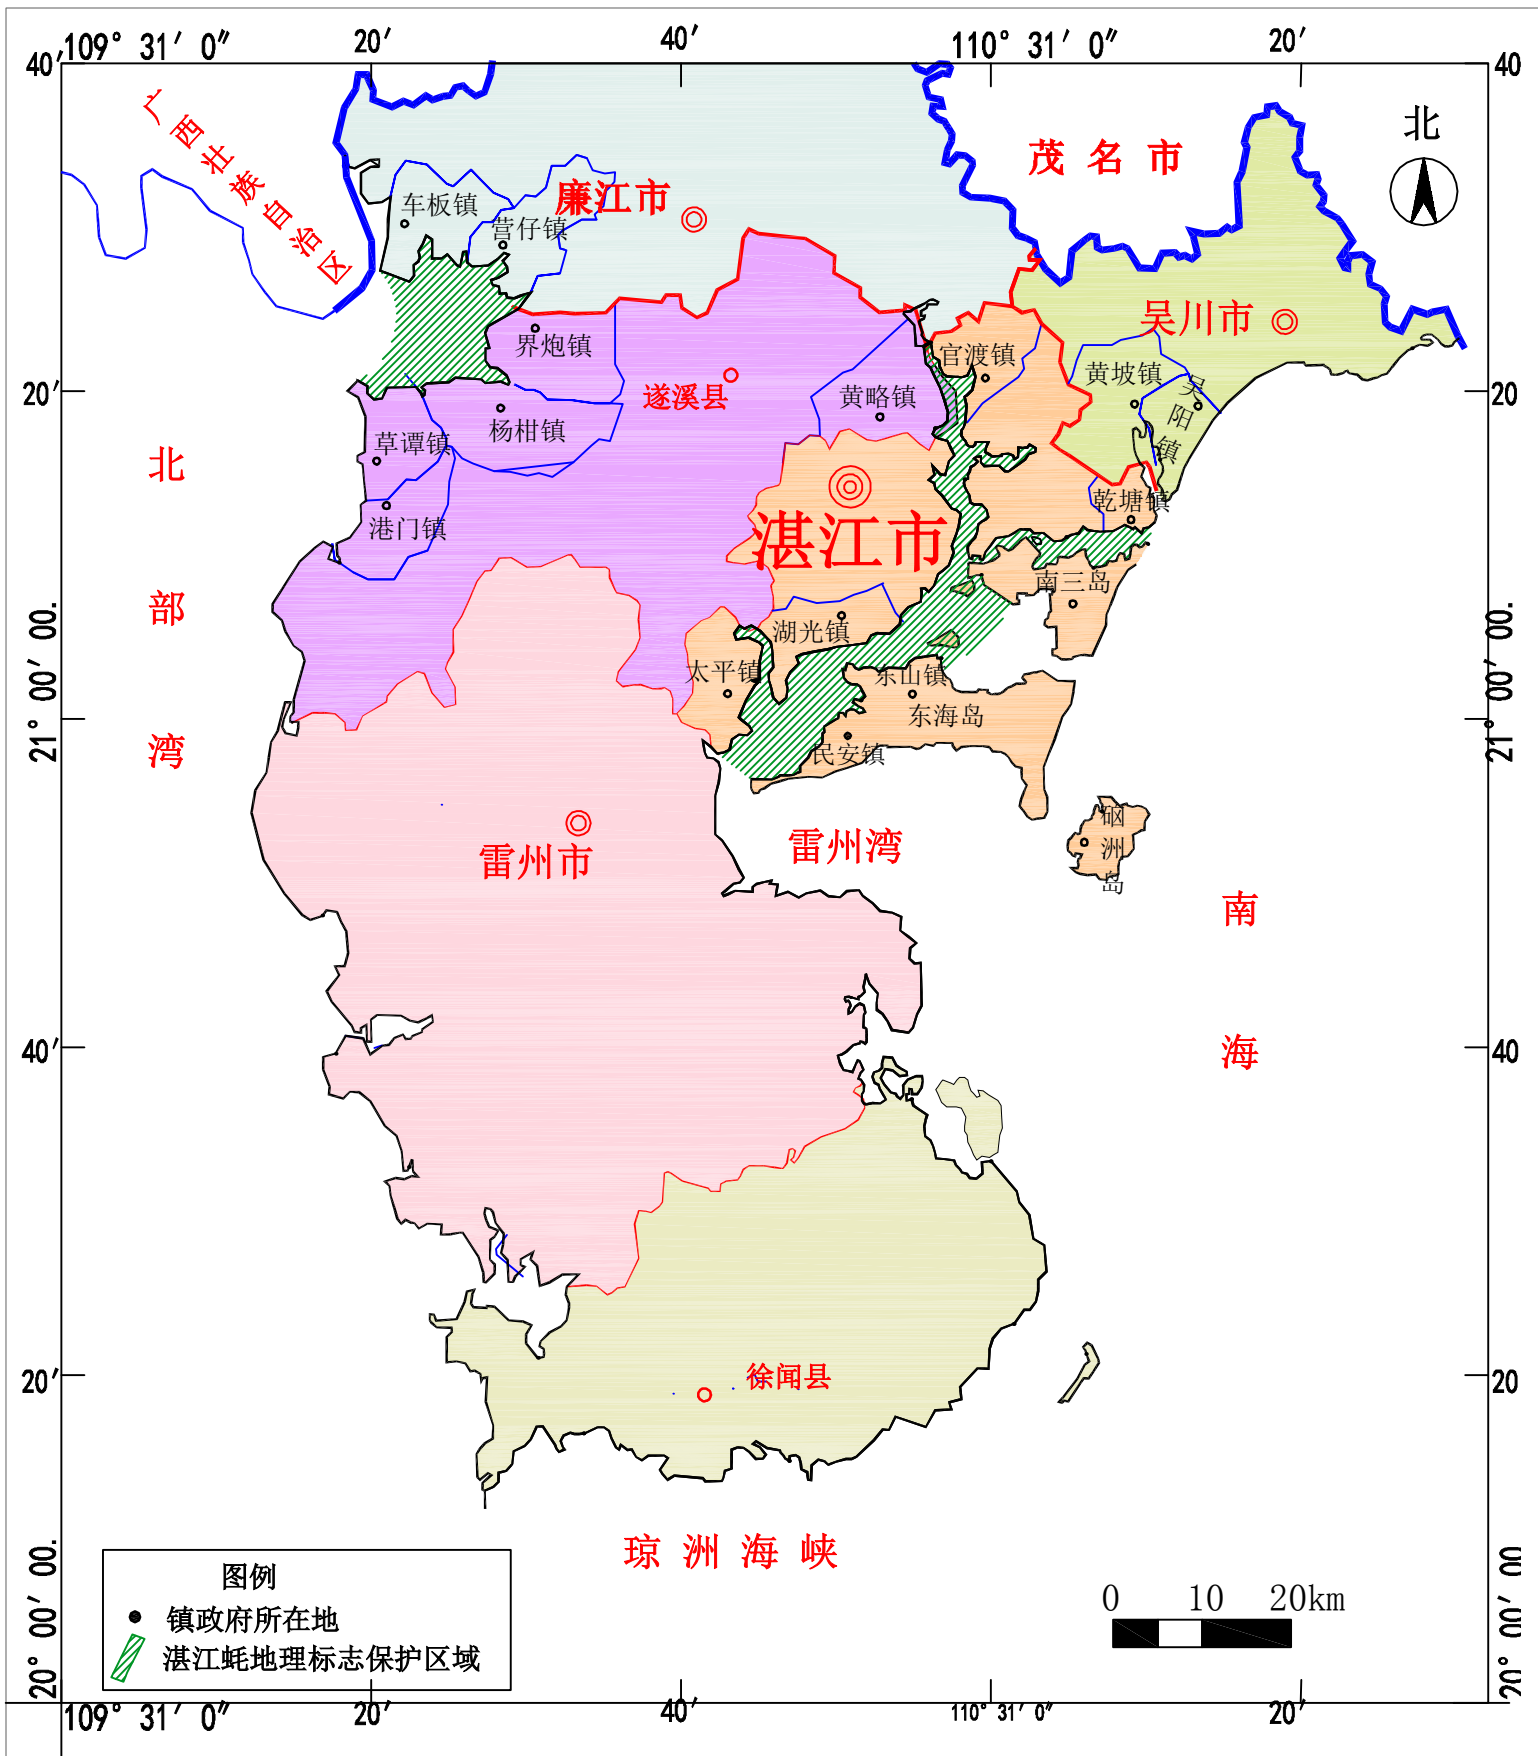 109° 31′ 0″
20′
40′
110° 31′ 0″
20′
40′
40
广西壮族自治区
茂名市
北
廉江市
车板镇
营仔镇
吴川市
界炮镇
官渡镇
黄坡镇
吴阳镇
20′
20
遂溪县
黄略镇
杨柑镇
草谭镇
港门镇
湛江市
乾塘镇
南三岛
湖光镇
太平镇
东山镇
东海岛
民安镇
21° 00′ 00.
21° 00′ 00.
北部湾
硇洲岛
雷州市
雷州湾
南海
40′
40
20′
20
徐闻县
琼洲海峡
图例
镇政府所在地
湛江蚝地理标志保护区域
0 10 20km
20° 00′ 00.
20° 00′ 00
109° 31′ 0″
20′
40′
110° 31′ 0″
20′